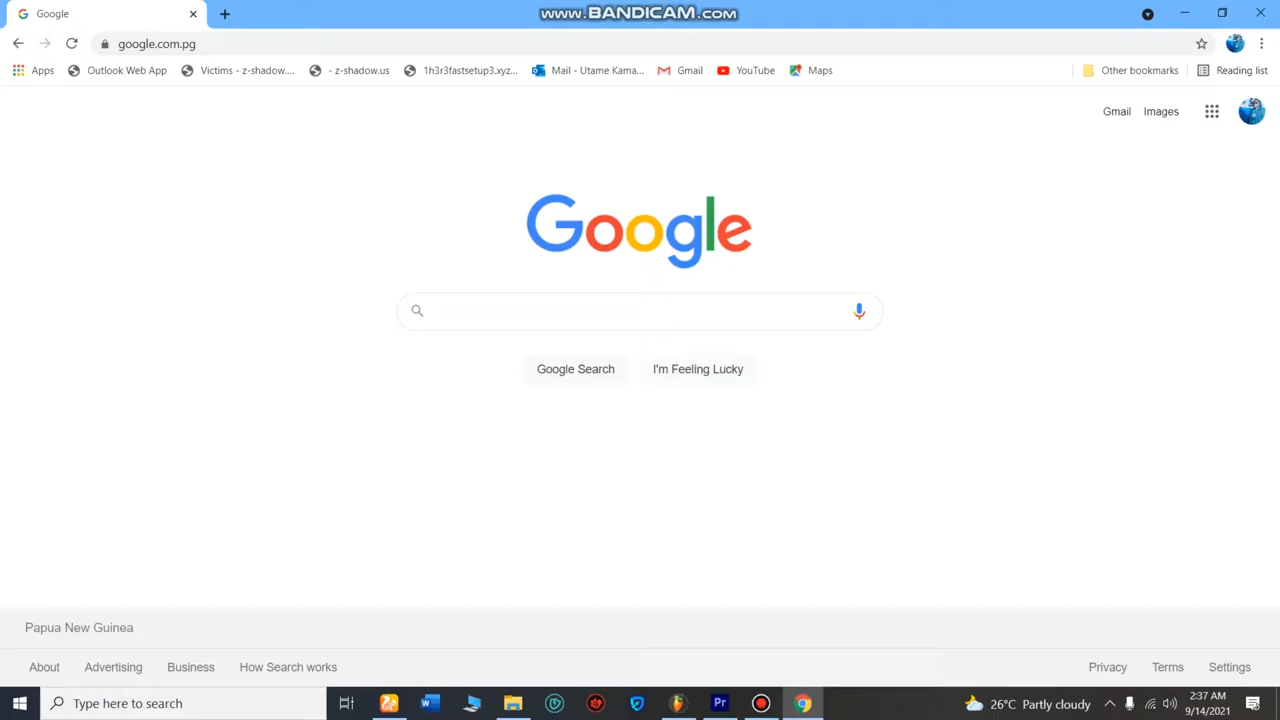 Google
www.BANDICAM.com
google.com.pg
Apps
Outlook Web App
Victims - z-shadow....
- z-shadow.us
1h3r3fastsetup3.xyz...
Mail - Utame Kama...
Gmail
YouTube
Maps
Other bookmarks
Reading list
Gmail
Images
Google
Google Search
I'm Feeling Lucky
Papua New Guinea
About
Advertising
Business
How Search works
Privacy
Terms
Settings
Type here to search
W
Pr
26°C Partly cloudy
2:37 AM
9/14/2021